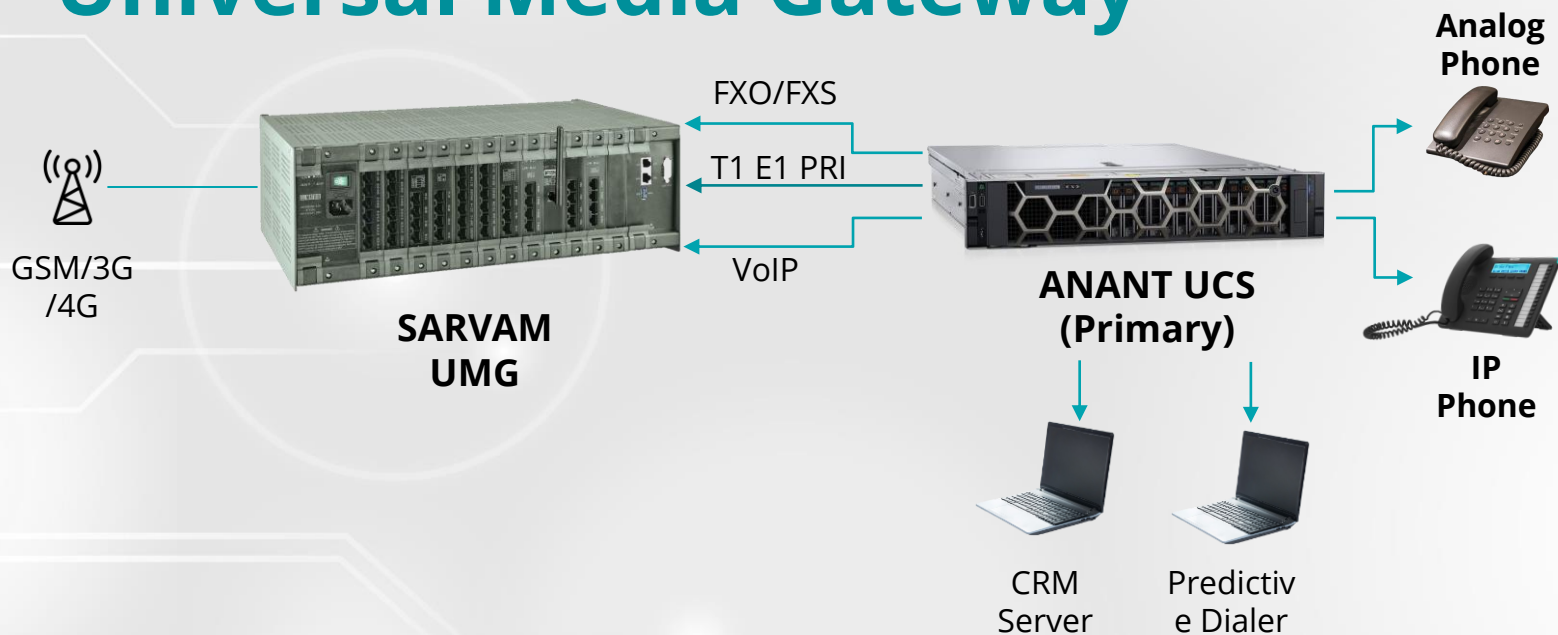 Universal Media Gateway
Analog
Phone
FXO/FXS
T1 E1 PRI
VoIP
GSM/3G
/4G
SARVAM
UMG
ANANT UCS
(Primary)
IP
Phone
CRM
Server
Predictiv
e Dialer